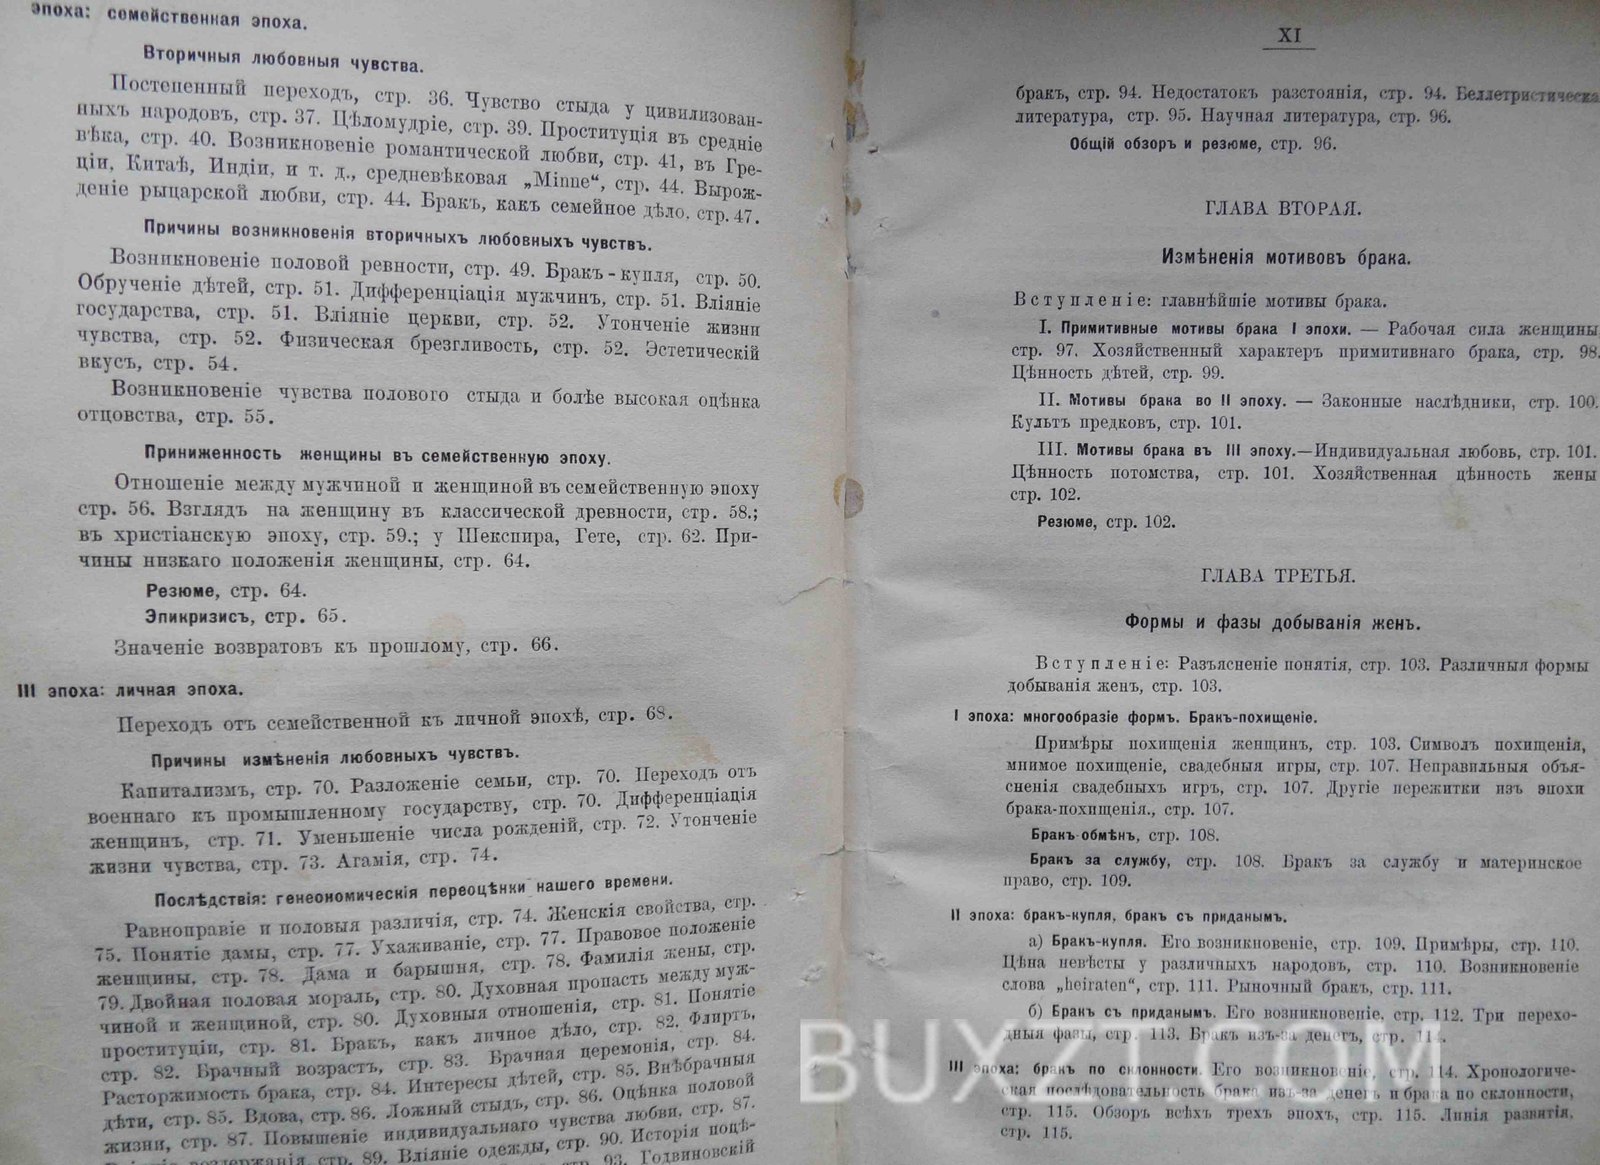 эпоха: семейственная эпоха.
Вторичныя любовныя чувства.
Постепенный переходъ, стр. 36. Чувство стыда у цивилизован-
ныхъ народовъ, стр. 37. Цѣломудріе, стр. 39. Проституція въ средніе
вѣка, стр. 40. Возникновеніе романтической любви, стр. 41, въ Гре-
ціи, Китаѣ, Индіи, и т. д., средневѣковая „Minne“, стр. 44. Вырож-
деніе рыцарской любви, стр. 44. Бракъ, какъ семейное дѣло, стр. 47.
Причины возникновенія вторичныхъ любовныхъ чувствъ.
Возникновеніе половой ревности, стр. 49. Бракъ-купля, стр. 50.
Обрученіе дѣтей, стр. 51. Дифференціація мужчинъ, стр. 51. Вліяніе
государства, стр. 51. Вліяніе церкви, стр. 52. Утонченіе жизни
чувства, стр. 52. Физическая брезгливость, стр. 52. Эстетическій
вкусъ, стр. 54.
Возникновеніе чувства полового стыда и болѣе высокая оцѣнка
отцовства, стр. 55.
Приниженность женщины въ семейственную эпоху.
Отношеніе между мужчиной и женщиной въ семейственную эпоху
стр. 56. Взглядъ на женщину въ классической древности, стр. 58.;
въ христіанскую эпоху, стр. 59.; у Шекспира, Гете, стр. 62. При-
чины низкаго положенія женщины, стр. 64.
Резюме, стр. 64.
Эпикризисъ, стр. 65.
Значеніе возвратовъ къ прошлому, стр. 66.
III эпоха: личная эпоха.
Переходъ отъ семейственной къ личной эпохѣ, стр. 68.
Причины измѣненія любовныхъ чувствъ.
Капитализмъ, стр. 70. Разложеніе семьи, стр. 70. Переходъ отъ
военнаго къ промышленному государству, стр. 70. Дифференціація
женщинъ, стр. 71. Уменьшеніе числа рожденій, стр. 72. Утонченіе
жизни чувства, стр. 73. Агамія, стр. 74.
Послѣдствія: генеономическія переоцѣнки нашего времени.
Равноправіе и половыя различія, стр. 74. Женскія свойства, стр.
75. Понятіе дамы, стр. 77. Ухаживаніе, стр. 77. Правовое положеніе
женщины, стр. 78. Дама и барышня, стр. 78. Фамилія жены, стр.
79. Двойная половая мораль, стр. 80. Духовная пропасть между муж-
чиной и женщиной, стр. 80. Духовныя отношенія, стр. 81. Понятіе
проституціи, стр. 81. Бракъ, какъ личное дѣло, стр. 82. Флиртъ,
стр. 82. Брачный возрастъ, стр. 83. Брачная церемонія, стр. 84.
Расторжимость брака, стр. 84. Интересы дѣтей, стр. 85. Внѣбрачныя
дѣти, стр. 85. Вдова, стр. 86. Ложный стыдъ, стр. 86. Оцѣнка половой
жизни, стр. 87. Повышеніе индивидуальнаго чувства любви, стр. 87.
воздержанія стр. 89. Вліяніе одежды, стр. 90. Исторія поцѣ-
стр. 93. Годвиновскій
XI
бракъ, стр. 94. Недостатокъ разстоянія, стр. 94. Беллетристическа
литература, стр. 95. Научная литература, стр. 96.
Общій обзоръ и резюме, стр. 96.
ГЛАВА ВТОРАЯ.
Измѣненія мотивовъ брака.
Вступленіе: главнѣйшіе мотивы брака.
I. Примитивные мотивы брака I эпохи. — Рабочая сила женщины
стр. 97. Хозяйственный характеръ примитивнаго брака, стр. 98.
Цѣнность дѣтей, стр. 99.
II. Мотивы брака во II эпоху. — Законные наслѣдники, стр. 100.
Культъ предковъ, стр. 101.
III. Мотивы брака въ III эпоху.—Индивидуальная любовь, стр. 101.
Цѣнность потомства, стр. 101. Хозяйственная цѣнность жены
стр. 102.
Резюме, стр. 102.
ГЛАВА ТРЕТЬЯ.
Формы и фазы добыванія женъ.
Вступленіе: Разъясненіе понятія, стр. 103. Различныя формы
добыванія женъ, стр. 103.
I эпоха: многообразіе формъ. Бракъ-похищеніе.
Примѣры похищенія женщинъ, стр. 103. Символъ похищенія,
мнимое похищеніе, свадебныя игры, стр. 107. Неправильныя объя-
сненія свадебныхъ игръ, стр. 107. Другіе пережитки изъ эпохи
брака-похищенія., стр. 107.
Бракъ-обмѣнъ, стр. 108.
Бракъ за службу, стр. 108. Бракъ за службу и материнское
право, стр. 109.
II эпоха: бракъ-купля, бракъ съ приданымъ.
а) Бракъ-купля. Его возникновеніе, стр. 109. Примѣры, стр. 110.
Цѣна невѣсты у различныхъ народовъ, стр. 110. Возникновеніе
слова „heiraten“, стр. 111. Рыночный бракъ, стр. 111.
б) Бракъ съ приданымъ. Его возникновеніе, стр. 112. Три перехо-
дныя фазы, стр. 113. Бракъ изъ-за денегъ, стр. 114.
III эпоха: бракъ по склонности. Его возникновеніе, стр. 114. Хронологиче-
ская послѣдовательность брака изъ-за денегъ и брака по склонности,
стр. 115. Обзоръ всѣхъ трехъ эпохъ, стр. 115. Линія развитія,
стр. 115.
BUXZT.COM